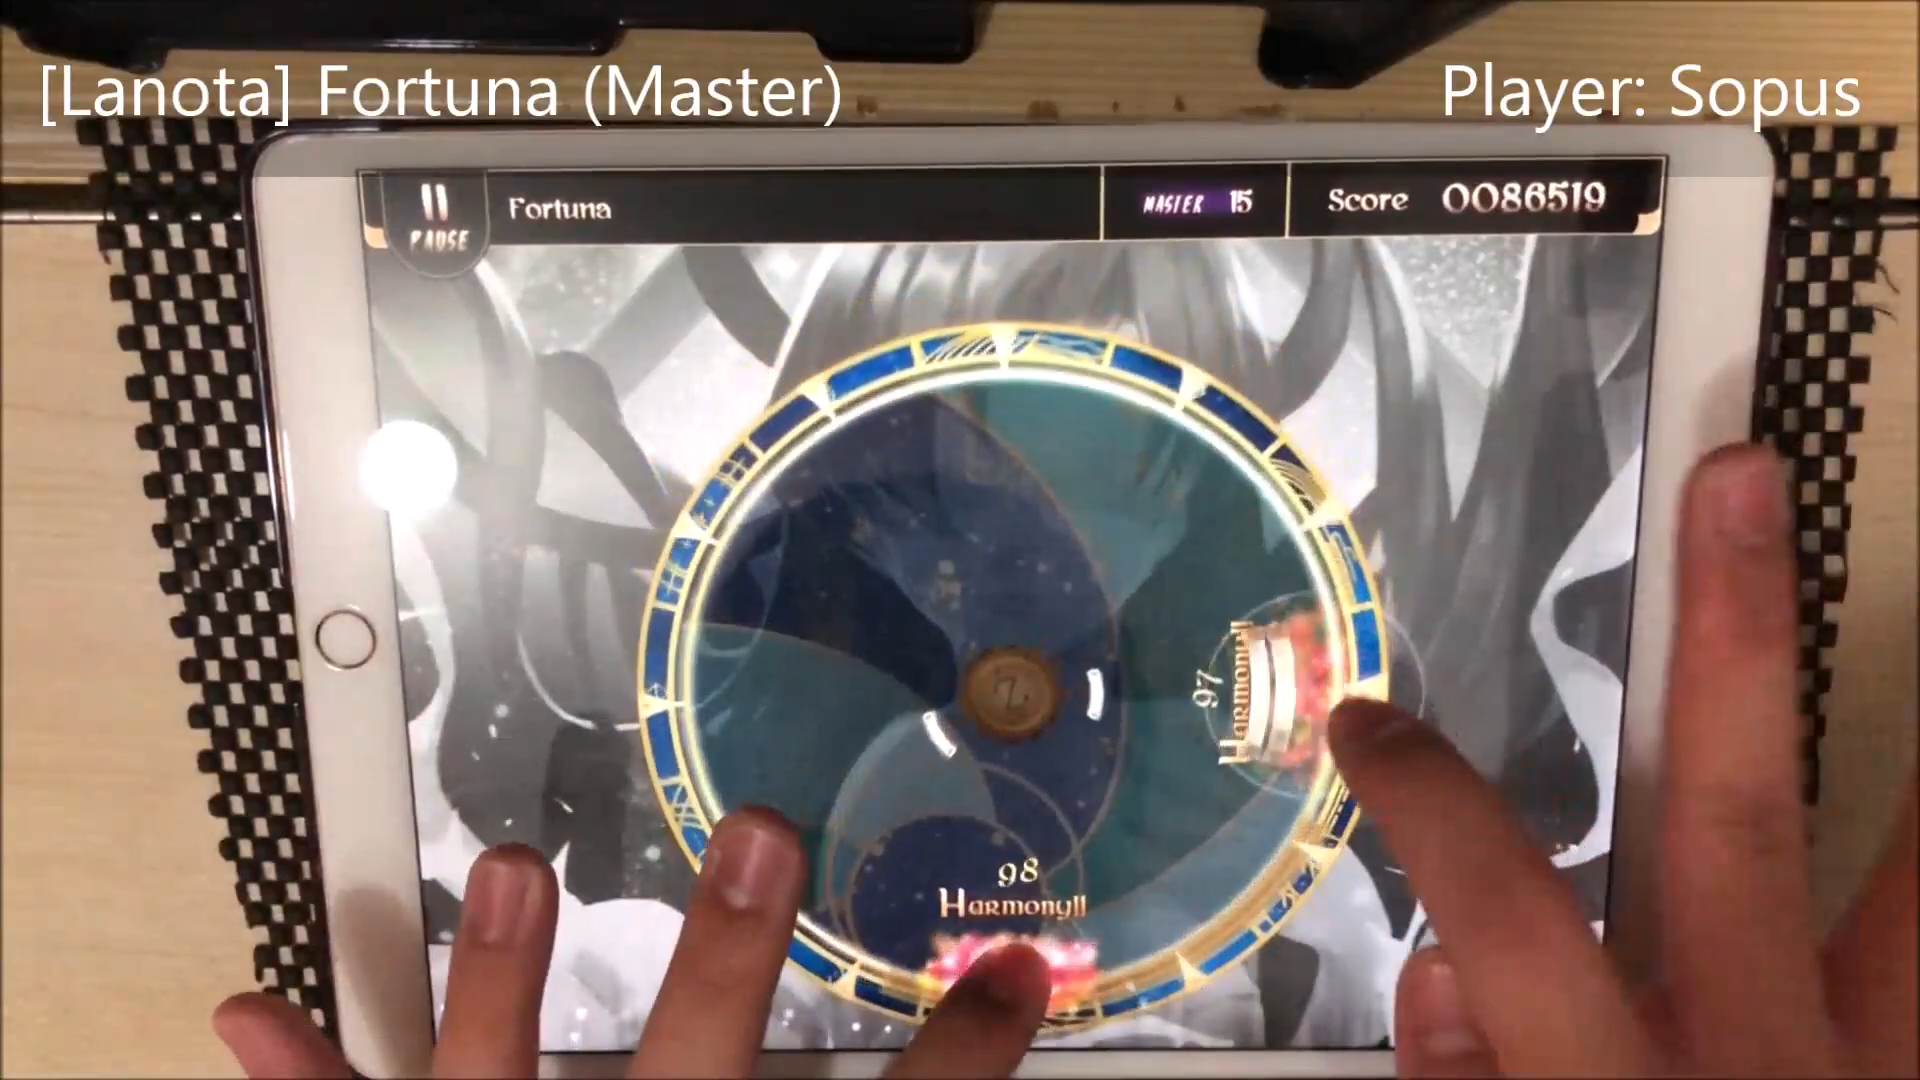 [Lanota] Fortuna (Master)
Player: Sopus
PAUSE
Fortuna
MASTER 15
Score 0086519
97
Harmony!!
98
Harmony!!